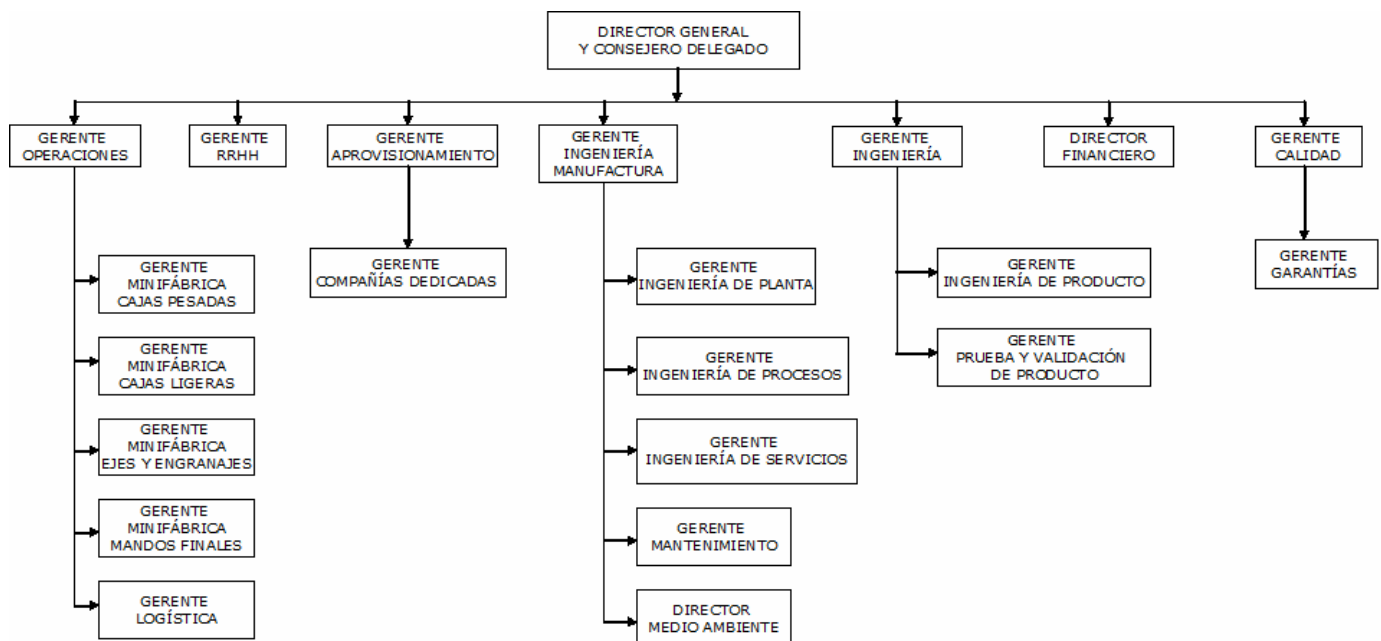 DIRECTOR GENERAL
Y CONSEJERO DELEGADO
GERENTE
OPERACIONES
GERENTE
RRHH
GERENTE
APROVISIONAMIENTO
GERENTE
INGENIERÍA
MANUFACTURA
GERENTE
INGENIERÍA
DIRECTOR
FINANCIERO
GERENTE
CALIDAD
GERENTE
MINIFÁBRICA
CAJAS PESADAS
GERENTE
MINIFÁBRICA
CAJAS LIGERAS
GERENTE
MINIFÁBRICA
EJES Y ENGRANAJES
GERENTE
MINIFÁBRICA
MANDOS FINALES
GERENTE
LOGÍSTICA
GERENTE
COMPAÑÍAS DEDICADAS
GERENTE
INGENIERÍA DE PLANTA
GERENTE
INGENIERÍA DE PROCESOS
GERENTE
INGENIERÍA DE SERVICIOS
GERENTE
MANTENIMIENTO
DIRECTOR
MEDIO AMBIENTE
GERENTE
INGENIERÍA DE PRODUCTO
GERENTE
PRUEBA Y VALIDACIÓN
DE PRODUCTO
GERENTE
GARANTÍAS